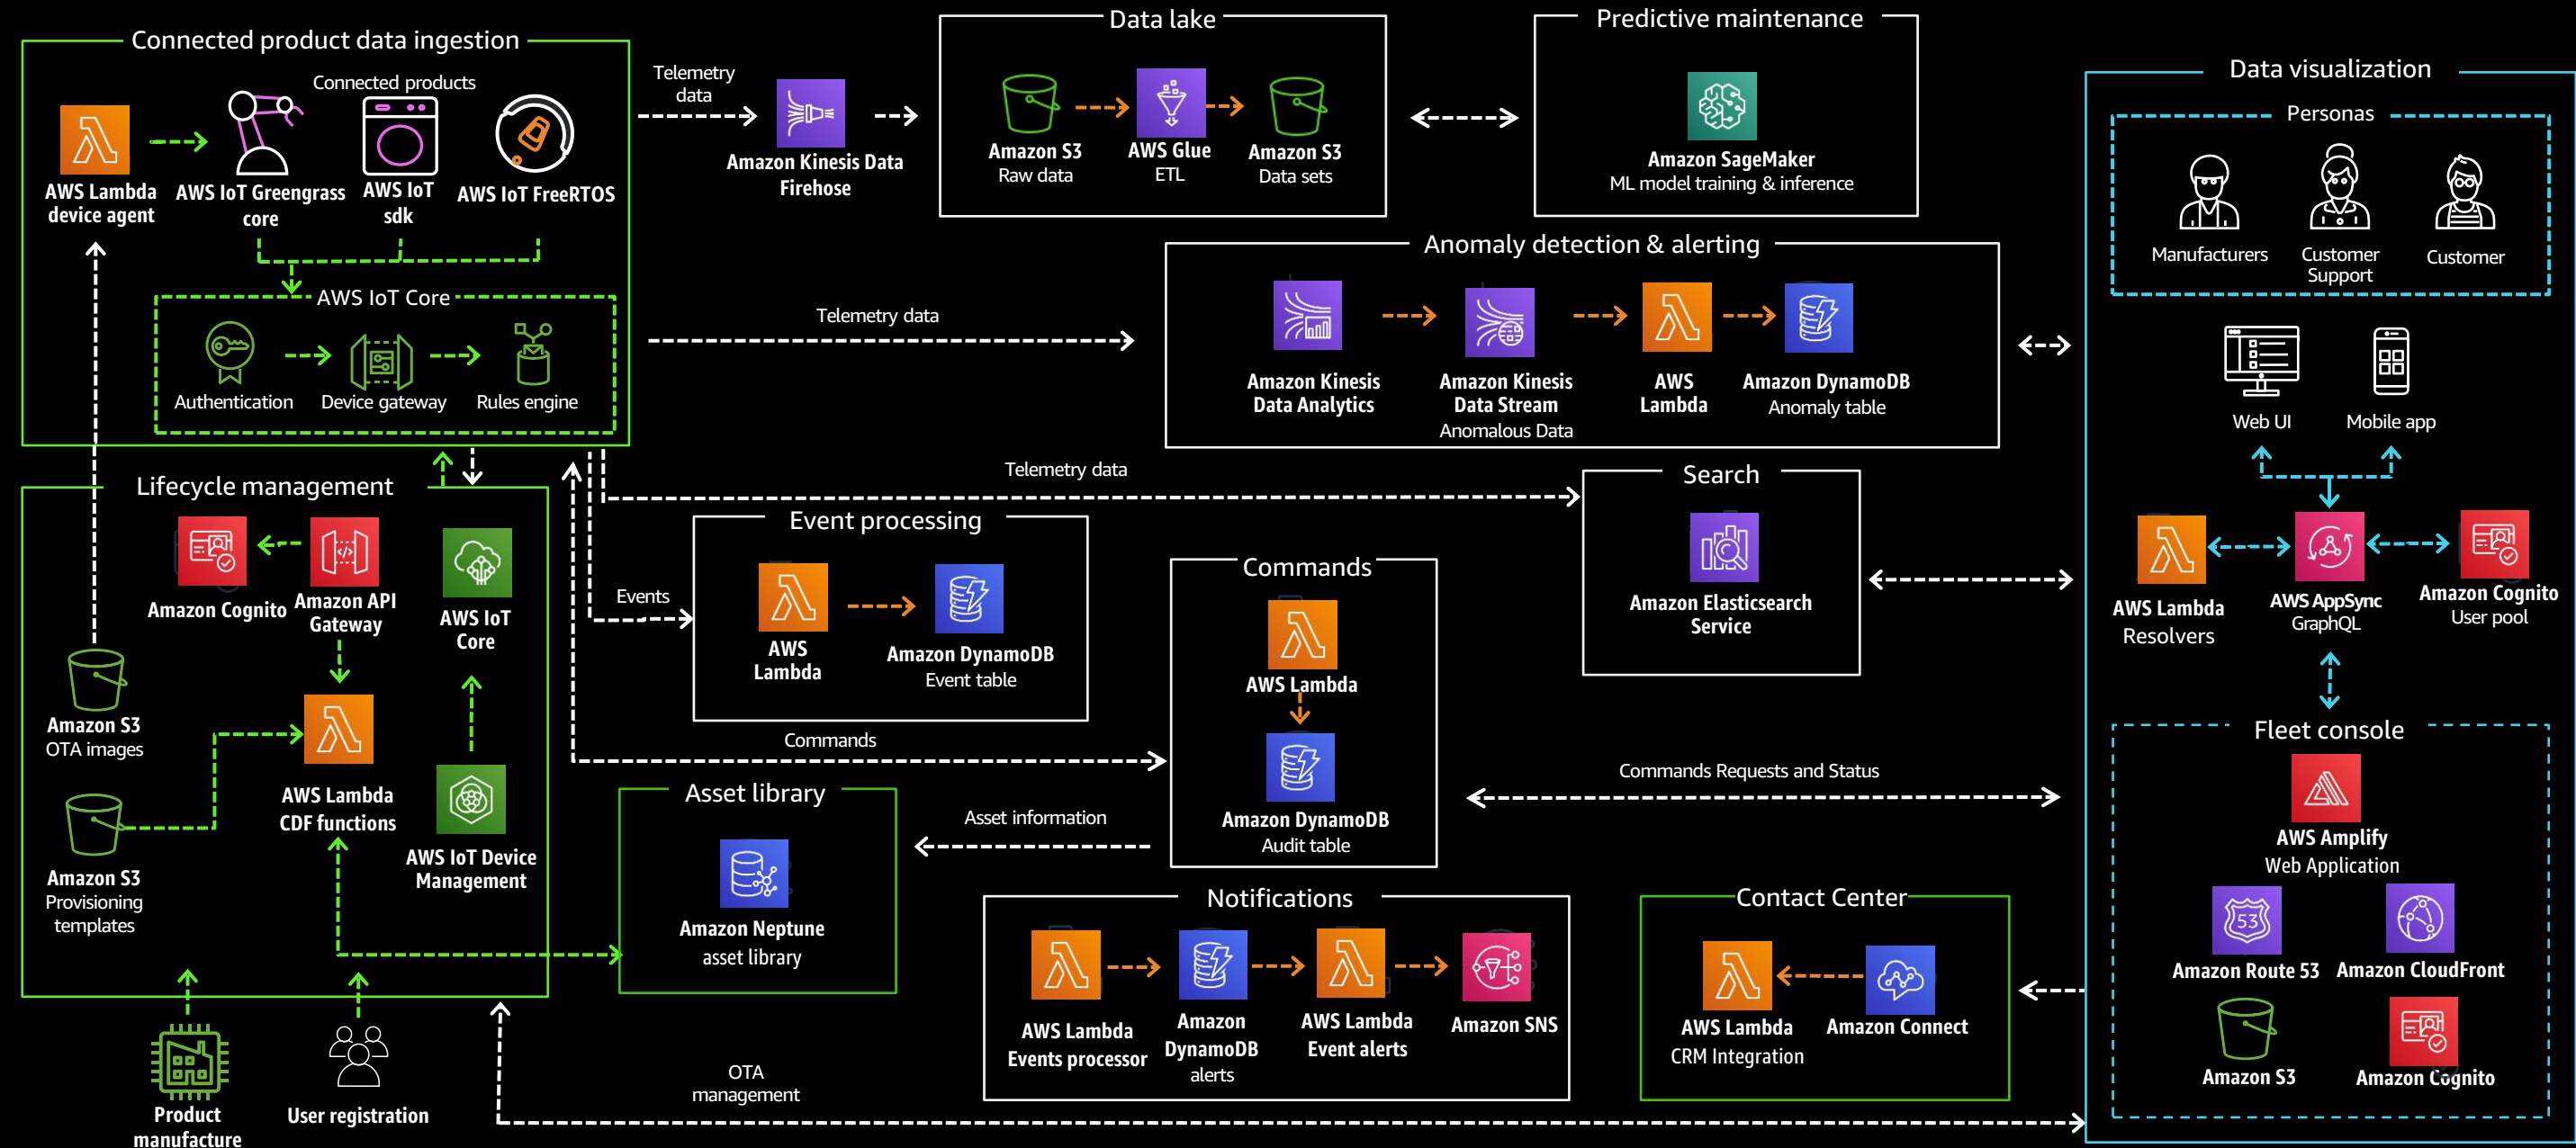 Connected product data ingestion
Connected products
AWS Lambda
device agent
AWS IoT Greengrass
core
AWS IoT
sdk
AWS IoT FreeRTOS
AWS IoT Core
Authentication
Device gateway
Rules engine
Telemetry
data
Amazon Kinesis Data
Firehose
Data lake
Amazon S3
Raw data
AWS Glue
ETL
Amazon S3
Data sets
Predictive maintenance
Amazon SageMaker
ML model training & inference
Telemetry data
Anomaly detection & alerting
Amazon Kinesis
Data Analytics
Amazon Kinesis
Data Stream
Anomalous Data
AWS
Lambda
Amazon DynamoDB
Anomaly table
Data visualization
Personas
Manufacturers
Customer
Support
Customer
Web UI
Mobile app
AWS Lambda
Resolvers
AWS AppSync
GraphQL
Amazon Cognito
User pool
Fleet console
AWS Amplify
Web Application
53
Amazon Route 53
Amazon CloudFront
Amazon S3
Amazon Cognito
Lifecycle management
Amazon Cognito
Amazon API
Gateway
AWS IoT
Core
Amazon S3
OTA images
AWS Lambda
CDF functions
AWS IoT Device
Management
Amazon S3
Provisioning
templates
Product
manufacture
User registration
Telemetry data
Search
Amazon Elasticsearch
Service
Events
Event processing
AWS
Lambda
Amazon DynamoDB
Event table
Commands
Commands
AWS Lambda
Amazon DynamoDB
Audit table
Commands Requests and Status
Asset information
Asset library
Amazon Neptune
asset library
Notifications
AWS Lambda
Events processor
Amazon
DynamoDB
alerts
AWS Lambda
Event alerts
Amazon SNS
Contact Center
AWS Lambda
CRM Integration
Amazon Connect
OTA
management